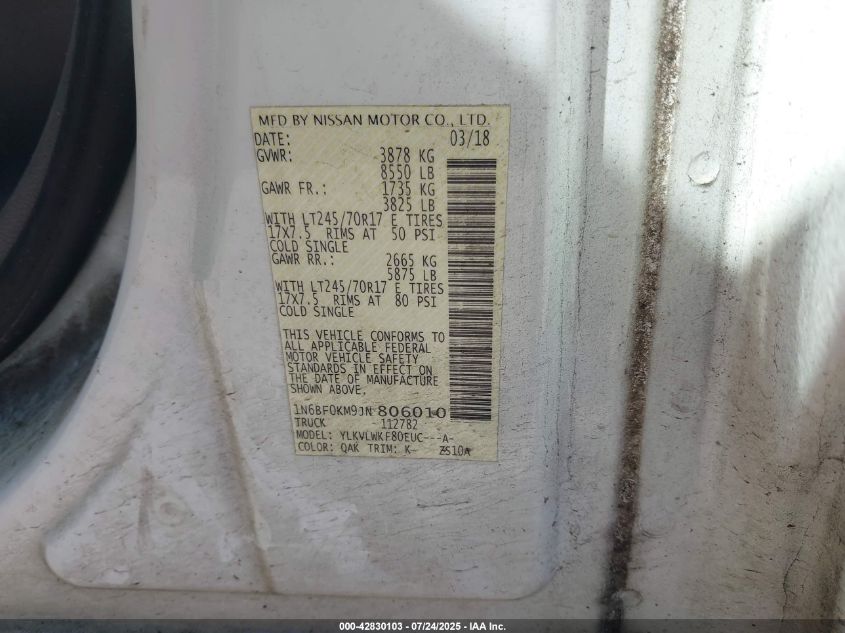 MFD BY NISSAN MOTOR CO., LTD.
DATE: 03/18
GVWR: 3878 KG
8550 LB
GAWR FR.: 1735 KG
3825 LB
WITH LT245/70R17 E TIRES
17X7.5 RIMS AT 50 PSI
COLD SINGLE
GAWR RR.: 2665 KG
5875 LB
WITH LT245/70R17 E TIRES
17X7.5 RIMS AT 80 PSI
COLD SINGLE
THIS VEHICLE CONFORMS TO
ALL APPLICABLE FEDERAL
MOTOR VEHICLE SAFETY
STANDARDS IN EFFECT ON
THE DATE OF MANUFACTURE
SHOWN ABOVE.
1N6BF0KM9JN 806010
TRUCK 112782
MODEL: YLKVLWKF80EUC---A-
COLOR: QAK TRIM: K- ZS10A
000-42830103 — 07/24/2025 - IAA Inc.